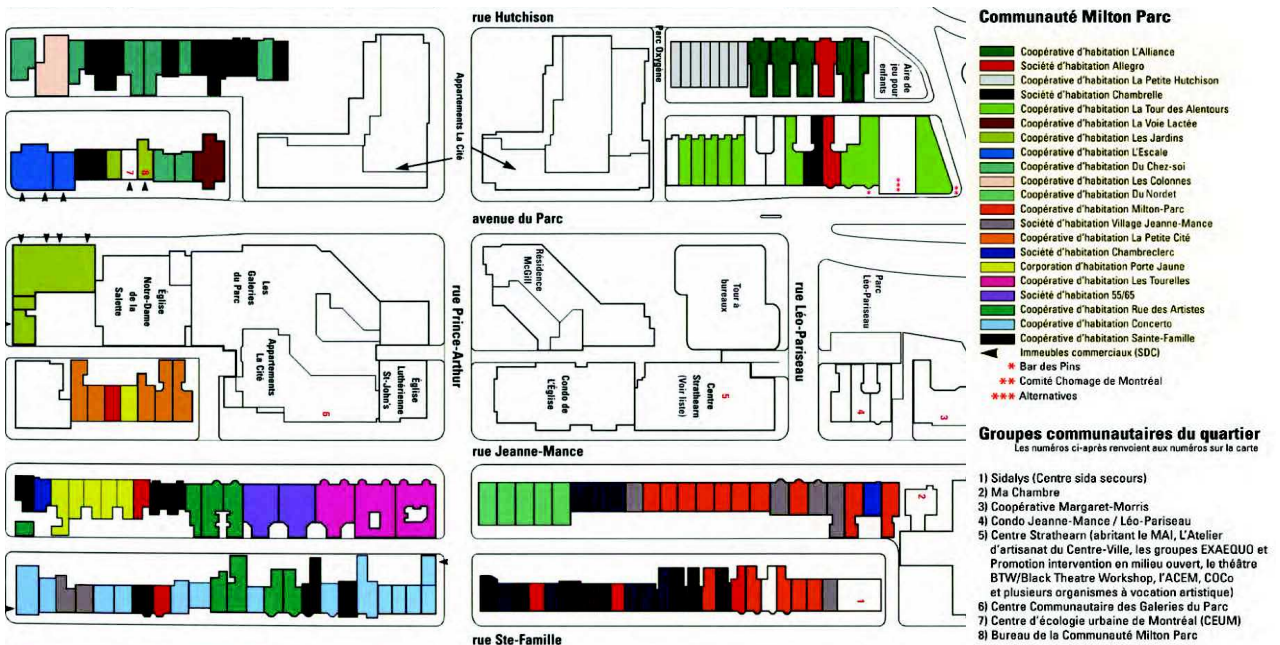 rue Hutchison
Parc Oxygène
Appartements La Cité
Aire de
jeu pour
enfants
7
8
***
*
**
avenue du Parc
Église
Notre-Dame
de la
Salette
Les
Galeries
du Parc
rue Prince-Arthur
Résidence
McGill
Tour à
bureaux
rue Léo-Pariseau
Parc
Léo-Pariseau
Appartements
La Cité
6
Église
Luthérienne
St-John's
Condo de
L'Église
Centre
Strathearn
(Voir liste)
5
4
3
rue Jeanne-Mance
2
1
rue Ste-Famille
Communauté Milton Parc
Coopérative d'habitation L'Alliance
Société d'habitation Allegro
Coopérative d'habitation La Petite Hutchison
Société d'habitation Chambrelle
Coopérative d'habitation La Tour des Alentours
Coopérative d'habitation La Voie Lactée
Coopérative d'habitation Les Jardins
Coopérative d'habitation L'Escale
Coopérative d'habitation Du Chez-soi
Coopérative d'habitation Les Colonnes
Coopérative d'habitation Du Nordet
Coopérative d'habitation Milton-Parc
Société d'habitation Village Jeanne-Mance
Coopérative d'habitation La Petite Cité
Société d'habitation Chambreclerc
Corporation d'habitation Porte Jaune
Coopérative d'habitation Les Tourelles
Société d'habitation 55/65
Coopérative d'habitation Rue des Artistes
Coopérative d'habitation Concerto
Coopérative d'habitation Sainte-Famille
Immeubles commerciaux (SDC)
* Bar des Pins
** Comité Chomage de Montréal
*** Alternatives
Groupes communautaires du quartier
Les numéros ci-après renvoient aux numéros sur la carte
1) Sidalys (Centre sida secours)
2) Ma Chambre
3) Coopérative Margaret-Morris
4) Condo Jeanne-Mance / Léo-Pariseau
5) Centre Strathearn (abritant le MAI, L'Atelier
d'artisanat du Centre-Ville, les groupes EXAEQUO et
Promotion intervention en milieu ouvert, le théâtre
BTW/Black Theatre Workshop, l'ACEM, COCo
et plusieurs organismes à vocation artistique)
6) Centre Communautaire des Galeries du Parc
7) Centre d'écologie urbaine de Montréal (CEUM)
8) Bureau de la Communauté Milton Parc